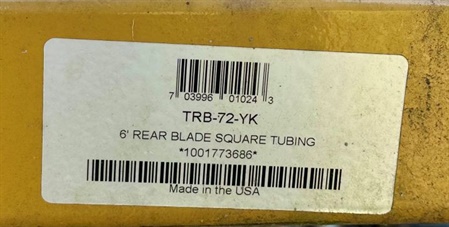 7 03996 01024 3
TRB-72-YK
6' REAR BLADE SQUARE TUBING
*1001773686*
Made in the USA